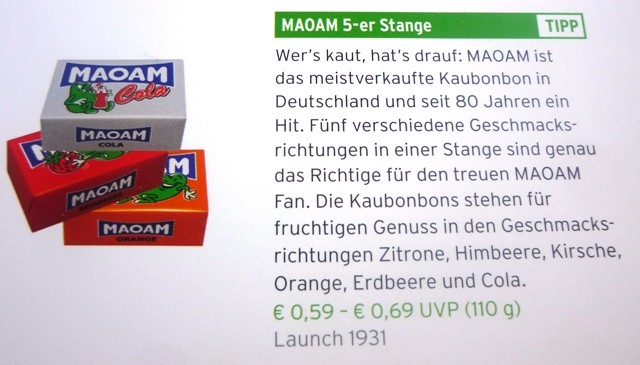 MAOAM
Cola
MAOAM
COLA
MAOAM
MAOAM
ORANGE
MAOAM 5-er Stange TIPP
Wer's kaut, hat's drauf: MAOAM ist
das meistverkaufte Kaubonbon in
Deutschland und seit 80 Jahren ein
Hit. Fünf verschiedene Geschmacks-
richtungen in einer Stange sind genau
das Richtige für den treuen MAOAM
Fan. Die Kaubonbons stehen für
fruchtigen Genuss in den Geschmacks-
richtungen Zitrone, Himbeere, Kirsche,
Orange, Erdbeere und Cola.
€ 0,59 – € 0,69 UVP (110 g)
Launch 1931